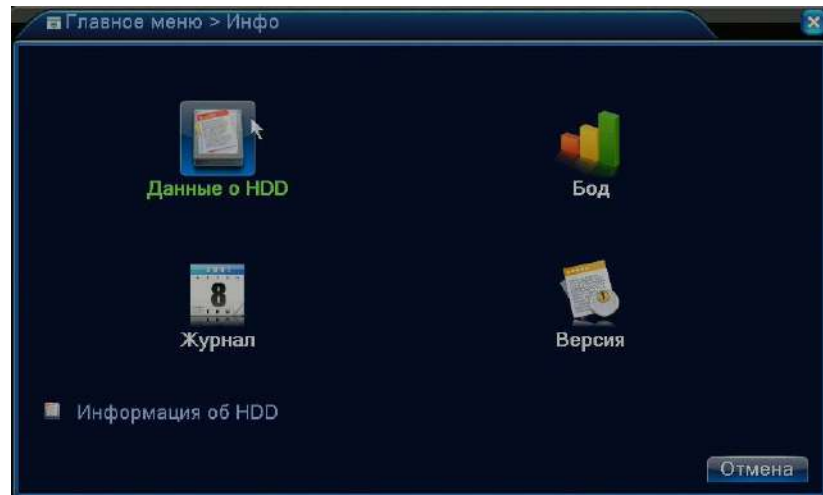 Главное меню > Инфо
Данные о HDD
Бод
8
Журнал
Версия
Информация об HDD
Отмена